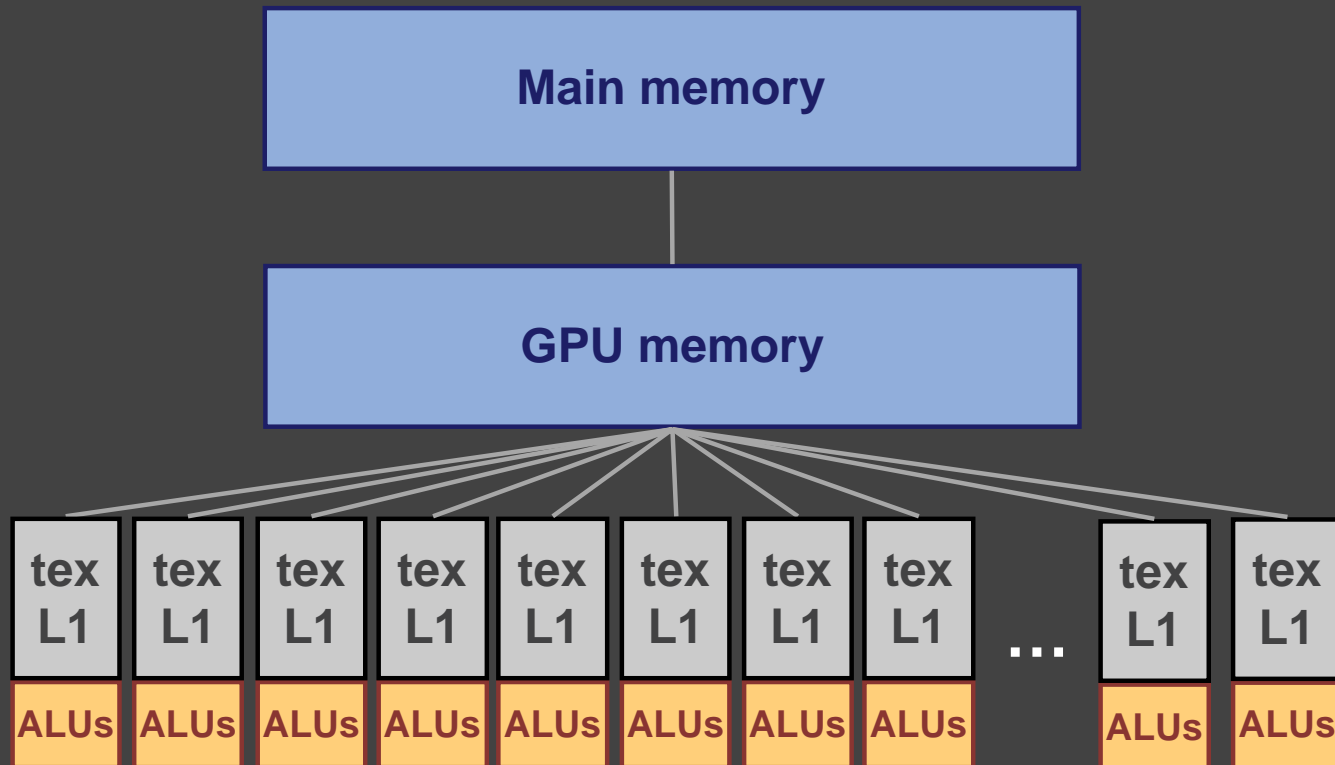 Main memory
GPU memory
tex tex tex tex tex tex tex tex tex tex
L1 L1 L1 L1 L1 L1 L1 L1 ... L1 L1
ALUs ALUs ALUs ALUs ALUs ALUs ALUs ALUs ALUs ALUs